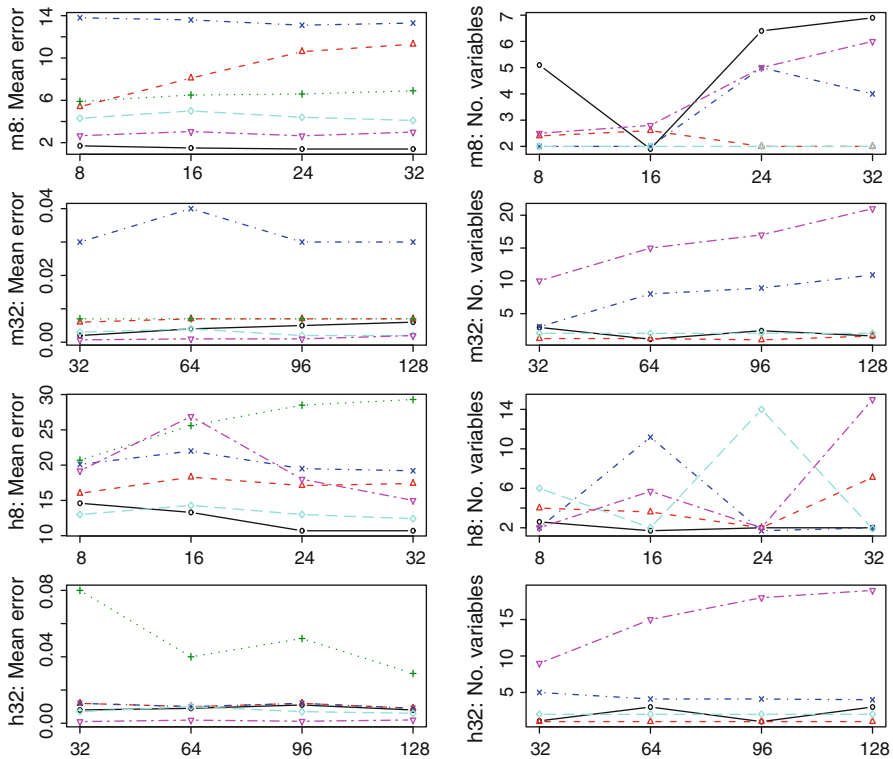 m8: Mean error
2 6 10 14
8 16 24 32
m8: No. variables
2 3 4 5 6 7
8 16 24 32
m32: Mean error
0.00 0.02 0.04
32 64 96 128
m32: No. variables
5 10 15 20
32 64 96 128
h8: Mean error
10 15 20 25 30
8 16 24 32
h8: No. variables
2 6 10 14
8 16 24 32
h32: Mean error
0.00 0.04 0.08
32 64 96 128
h32: No. variables
5 10 15
32 64 96 128